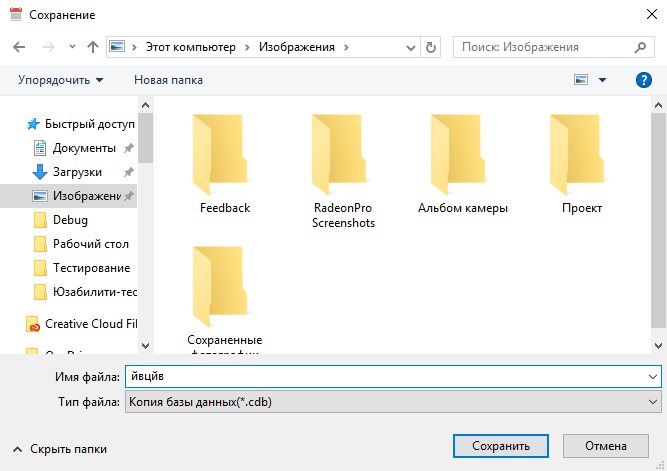 Сохранение
Этот компьютер
Изображения
Поиск: Изображения
Упорядочить
Новая папка
Быстрый доступ
Документы
Загрузки
Изображени
Debug
Рабочий стол
Тестирование
Юзабилити-тес
Creative Cloud Fil
Feedback
RadeonPro
Screenshots
Альбом камеры
Проект
Сохраненные
Имя файла:
йвцйв
Тип файла:
Копия базы данных(*.cdb)
Скрыть папки
Сохранить
Отмена